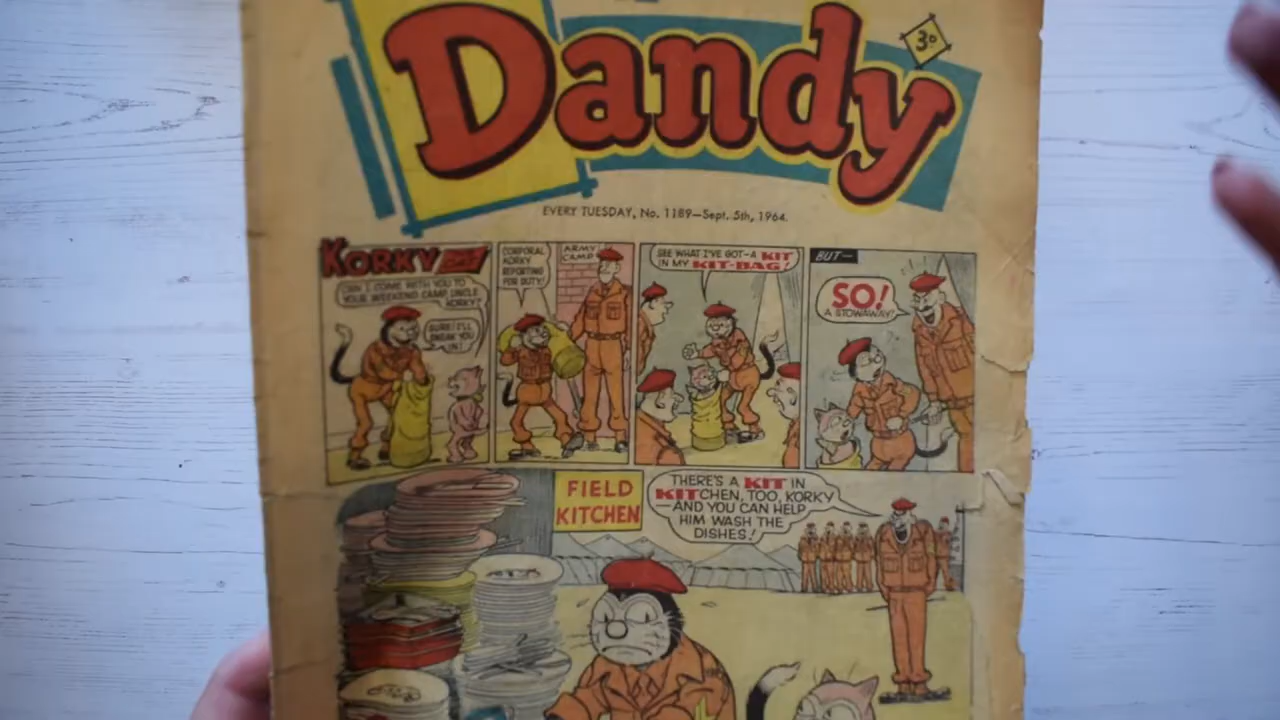 Dandy
3D
EVERY TUESDAY, No. 1189—Sept. 5th, 1964.
KORKY
CAN I COME WITH YOU TO
YOUR WEEKEND CAMP, UNCLE
KORKY?
SURE! I'LL
SNEAK YOU
IN!
CORPORAL
KORKY
REPORTING
FOR DUTY!
ARMY
CAMP
SEE WHAT I'VE GOT—A KIT
IN MY KIT-BAG!
BUT—
SO!
A STOWAWAY!
FIELD
KITCHEN
THERE'S A KIT IN
KITCHEN, TOO, KORKY
—AND YOU CAN HELP
HIM WASH THE
DISHES!